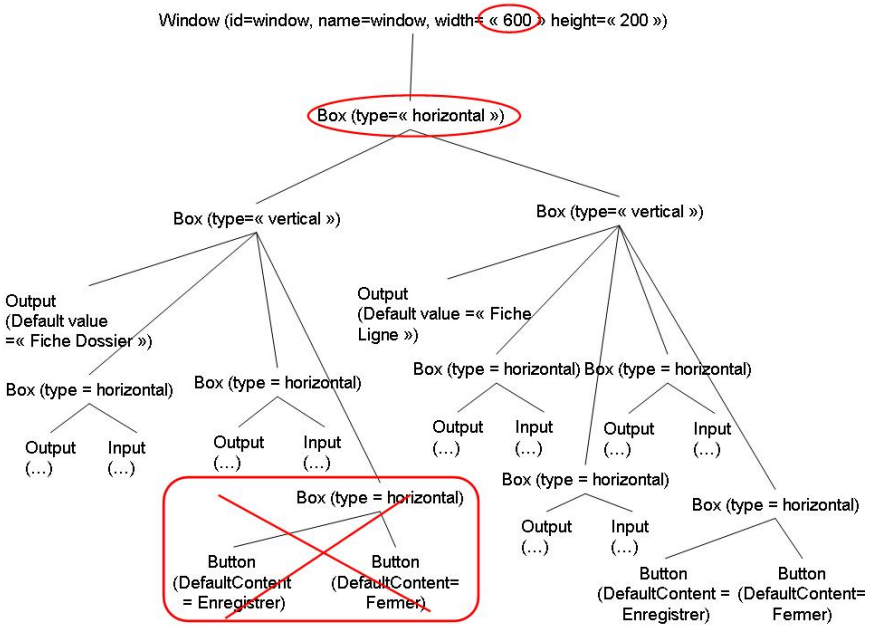 Window (id=window, name=window, width= « 600 » height=« 200 »)
Box (type=« horizontal »)
Box (type=« vertical »)
Box (type=« vertical »)
Output
(Default value
=« Fiche Dossier »)
Output
(Default value =« Fiche
Ligne »)
Box (type = horizontal)
Box (type = horizontal)
Box (type = horizontal)
Box (type = horizontal)
Output
(…)
Input
(…)
Output
(…)
Input
(…)
Output
(…)
Input
(…)
Output
(…)
Input
(…)
Box (type = horizontal)
Box (type = horizontal)
Box (type = horizontal)
Output
(…)
Input
(…)
Button
(DefaultContent
= Enregistrer)
Button
(DefaultContent=
Fermer)
Button
(DefaultContent =
Enregistrer)
Button
(DefaultContent=
Fermer)